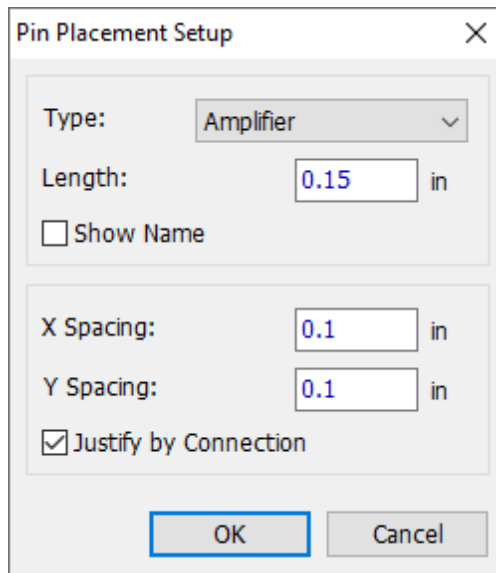 Pin Placement Setup
Type: Amplifier
Length: 0.15 in
Show Name
X Spacing: 0.1 in
Y Spacing: 0.1 in
Justify by Connection
OK Cancel